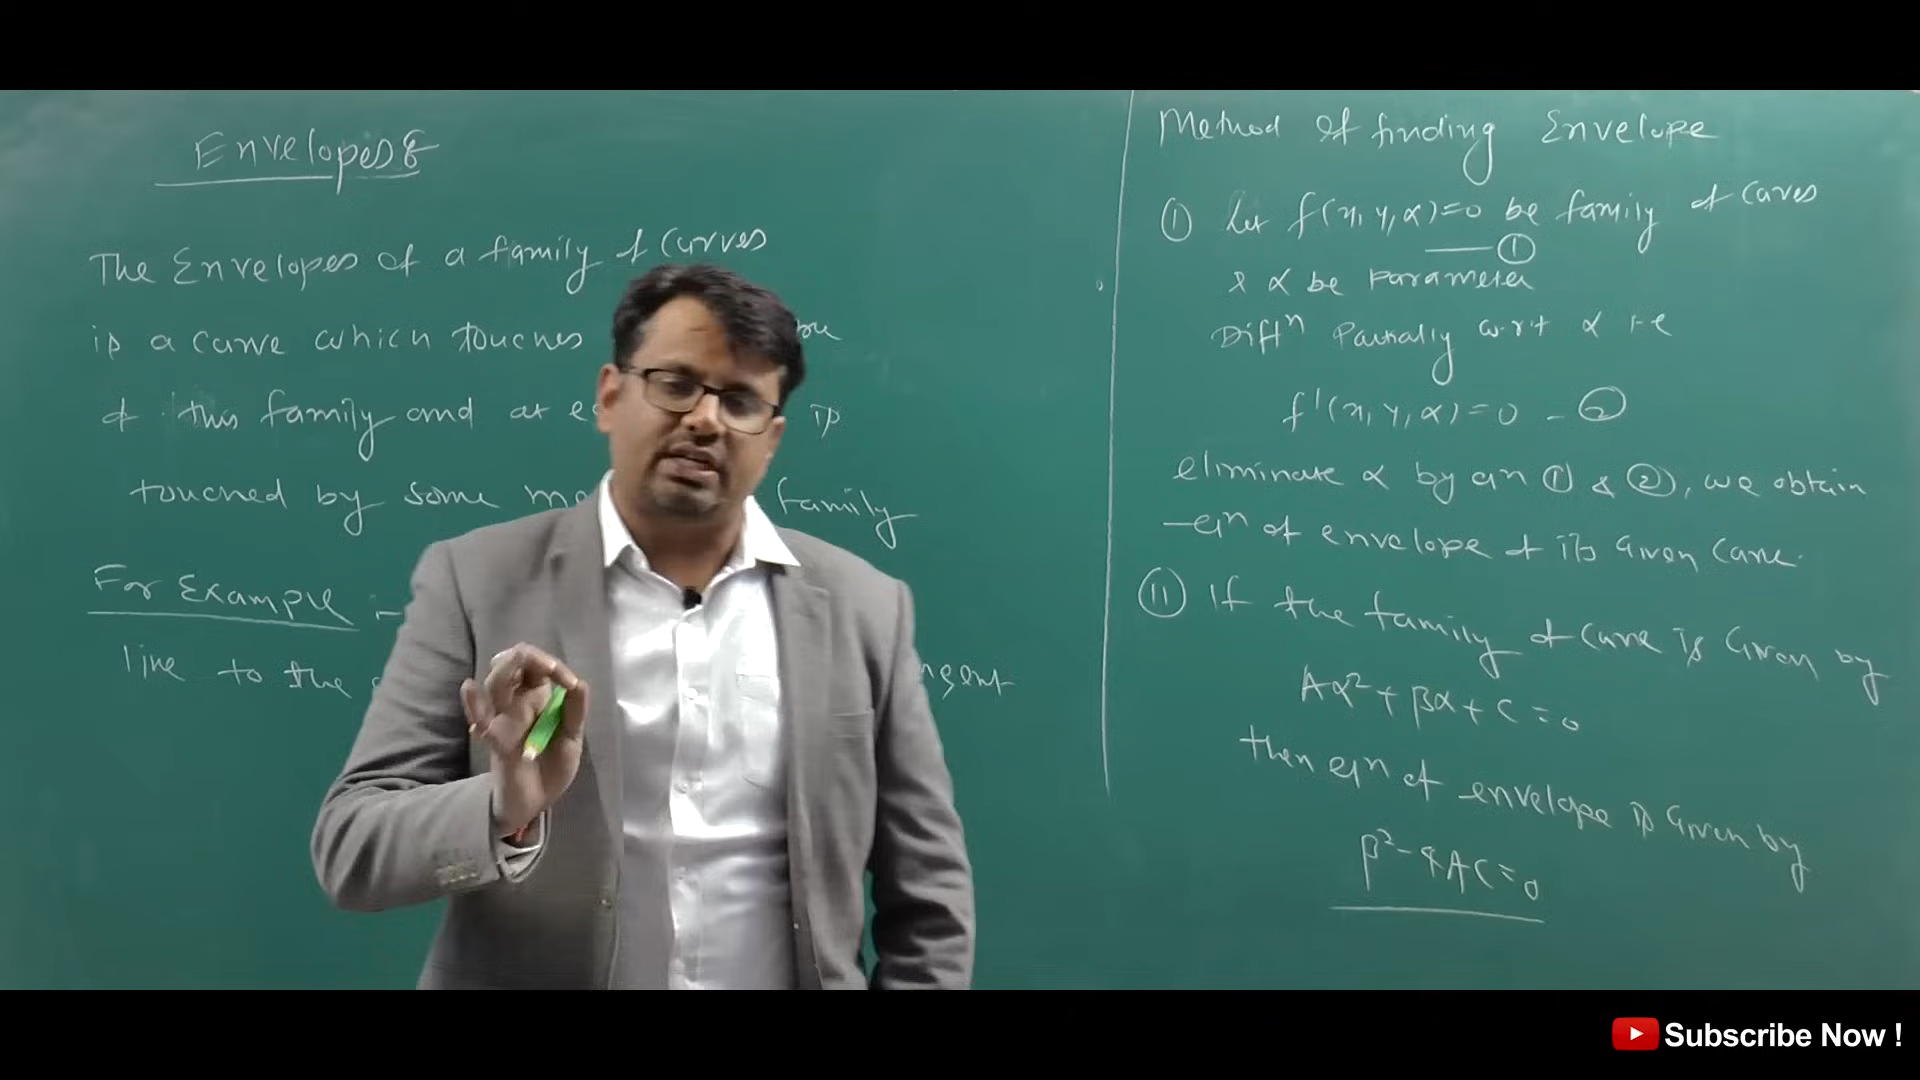 Envelopes
The Envelopes of a family of Curves
is a curve which touches
of this family and at is
touched by some family
For Example :-
line to the
Method of finding Envelope
① Let f(x, y, α)=0 be family of Curves
— ①
& α be Parameter
Diffⁿ Partially w.r.t α i.e
f'(x, y, α)=0 - ②
eliminate α by eqn ① & ②, we obtain
eqⁿ of envelope of its Given Curve.
(II) If the family of Curve is Given by
Aα²+Bα+C=0
then eqⁿ of envelope is Given by
B²-4AC=0
Subscribe Now !